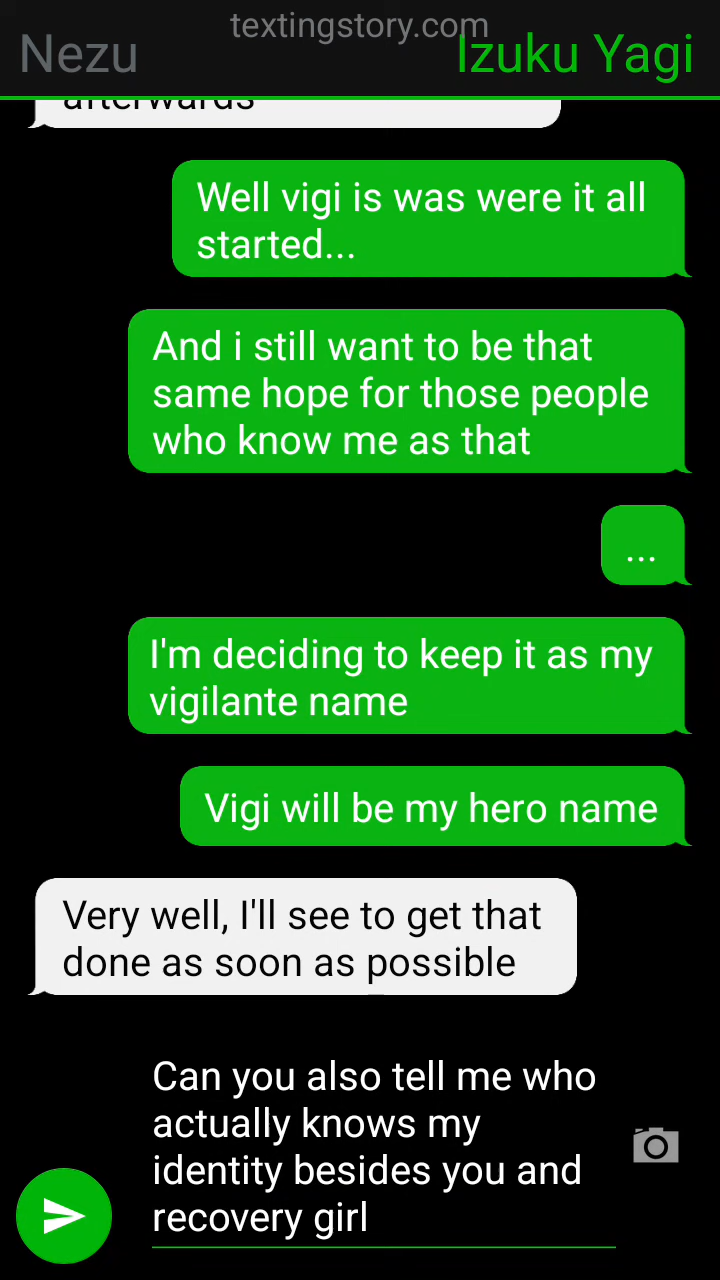 textingstory.com
Nezu
Izuku Yagi
afterwards
Well vigi is was were it all
started...
And i still want to be that
same hope for those people
who know me as that
...
I'm deciding to keep it as my
vigilante name
Vigi will be my hero name
Very well, I'll see to get that
done as soon as possible
Can you also tell me who
actually knows my
identity besides you and
recovery girl